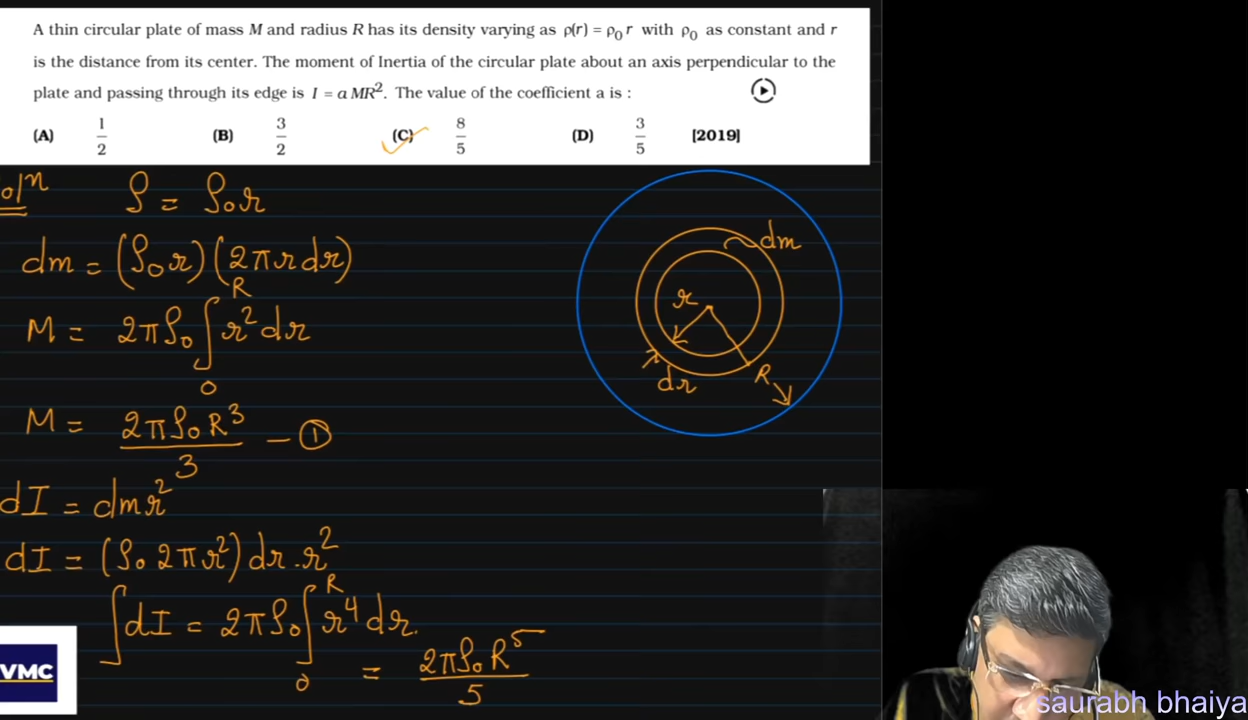 A thin circular plate of mass M and radius R has its density varying as ρ(r) = ρ₀ r with ρ₀ as constant and r
is the distance from its center. The moment of Inertia of the circular plate about an axis perpendicular to the
plate and passing through its edge is I = a MR². The value of the coefficient a is :
(A) 1/2 (B) 3/2 (C) 8/5 (D) 3/5 [2019]
olⁿ ρ = ρ₀r
dm = (ρ₀ r) (2πr dr)
M = 2πρ₀ ∫₀ᴿ r² dr
M = 2πρ₀R³/3 — ①
dI = dmr²
dI = (ρ₀ 2πr²) dr . r²
∫dI = 2πρ₀ ∫₀ᴿ r⁴ dr.
= 2πρ₀R⁵/5
dm
r
dr
R
VMC
saurabh bhaiya